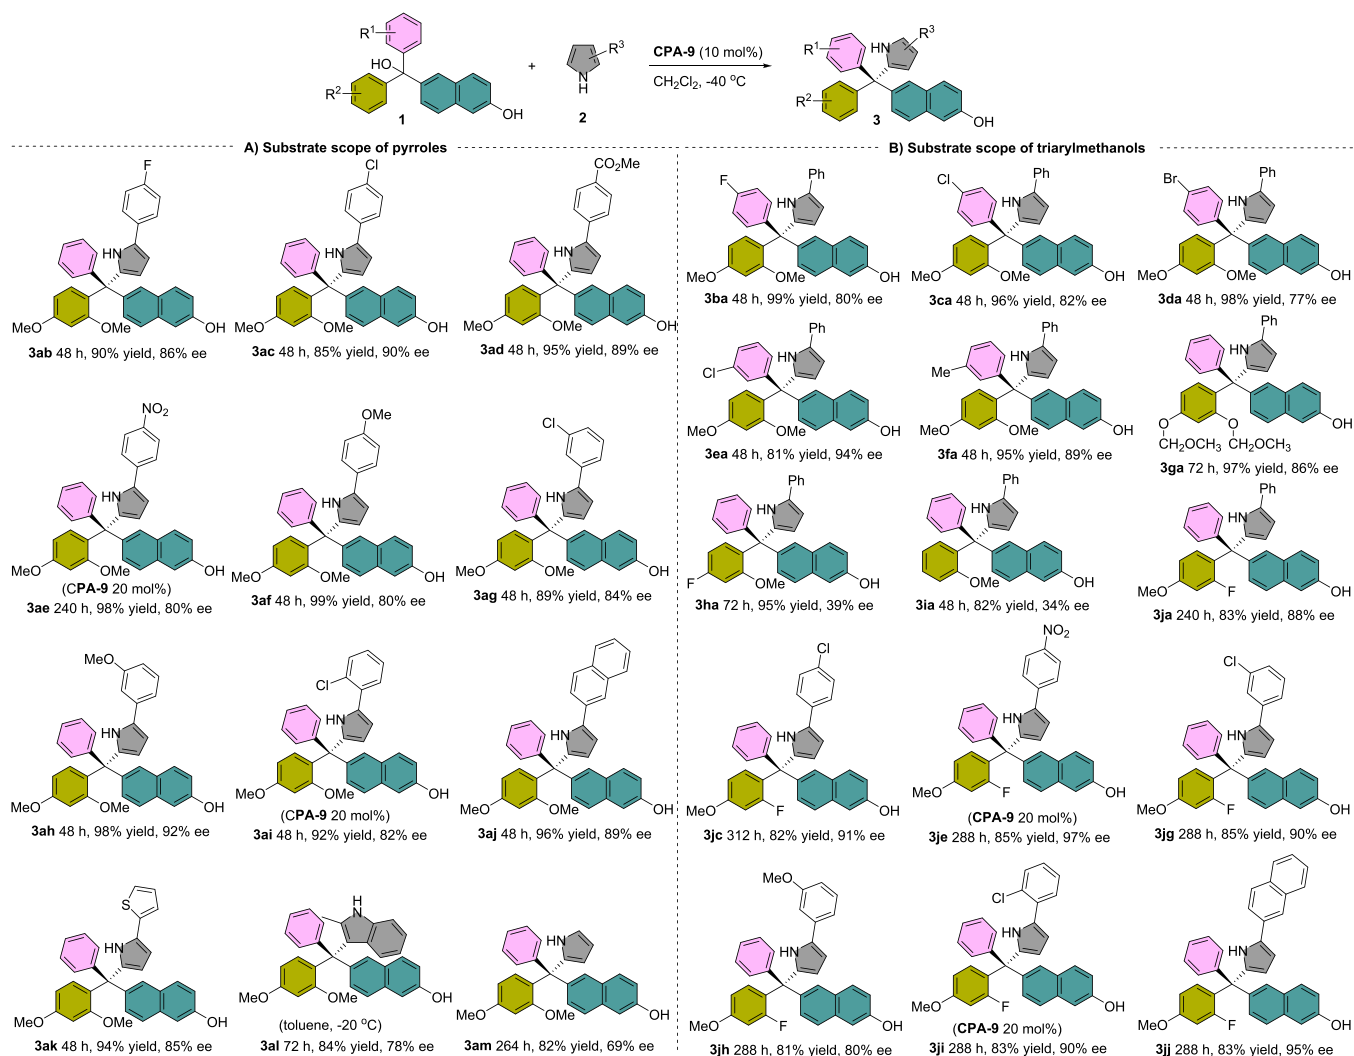 R¹
HO
R²
OH
1
+
R³
N
H
2
CPA-9 (10 mol%)
CH₂Cl₂, -40 °C
R¹
HN
R³
R²
OH
3
A) Substrate scope of pyrroles
B) Substrate scope of triarylmethanols
F
HN
MeO
OMe
OH
3ab 48 h, 90% yield, 86% ee
Cl
HN
MeO
OMe
OH
3ac 48 h, 85% yield, 90% ee
CO₂Me
HN
MeO
OMe
OH
3ad 48 h, 95% yield, 89% ee
NO₂
HN
MeO
OMe
OH
(CPA-9 20 mol%)
3ae 240 h, 98% yield, 80% ee
OMe
HN
MeO
OMe
OH
3af 48 h, 99% yield, 80% ee
Cl
HN
MeO
OMe
OH
3ag 48 h, 89% yield, 84% ee
MeO
HN
MeO
OMe
OH
3ah 48 h, 98% yield, 92% ee
Cl
HN
MeO
OMe
OH
(CPA-9 20 mol%)
3ai 48 h, 92% yield, 82% ee
HN
MeO
OMe
OH
3aj 48 h, 96% yield, 89% ee
S
HN
MeO
OMe
OH
3ak 48 h, 94% yield, 85% ee
H
N
MeO
OMe
OH
(toluene, -20 °C)
3al 72 h, 84% yield, 78% ee
HN
MeO
OMe
OH
3am 264 h, 82% yield, 69% ee
F
Ph
HN
MeO
OMe
OH
3ba 48 h, 99% yield, 80% ee
Cl
Ph
HN
MeO
OMe
OH
3ca 48 h, 96% yield, 82% ee
Br
Ph
HN
MeO
OMe
OH
3da 48 h, 98% yield, 77% ee
Ph
HN
Cl
MeO
OMe
OH
3ea 48 h, 81% yield, 94% ee
Ph
HN
Me
MeO
OMe
OH
3fa 48 h, 95% yield, 89% ee
Ph
HN
O
O
OH
CH₂OCH₃
CH₂OCH₃
3ga 72 h, 97% yield, 86% ee
Ph
HN
F
OMe
OH
3ha 72 h, 95% yield, 39% ee
Ph
HN
OMe
OH
3ia 48 h, 82% yield, 34% ee
Ph
HN
MeO
F
OH
3ja 240 h, 83% yield, 88% ee
Cl
HN
MeO
F
OH
3jc 312 h, 82% yield, 91% ee
NO₂
HN
MeO
F
OH
(CPA-9 20 mol%)
3je 288 h, 85% yield, 97% ee
Cl
HN
MeO
F
OH
3jg 288 h, 85% yield, 90% ee
MeO
HN
MeO
F
OH
3jh 288 h, 81% yield, 80% ee
Cl
HN
MeO
F
OH
(CPA-9 20 mol%)
3ji 288 h, 83% yield, 90% ee
HN
MeO
F
OH
3jj 288 h, 83% yield, 95% ee